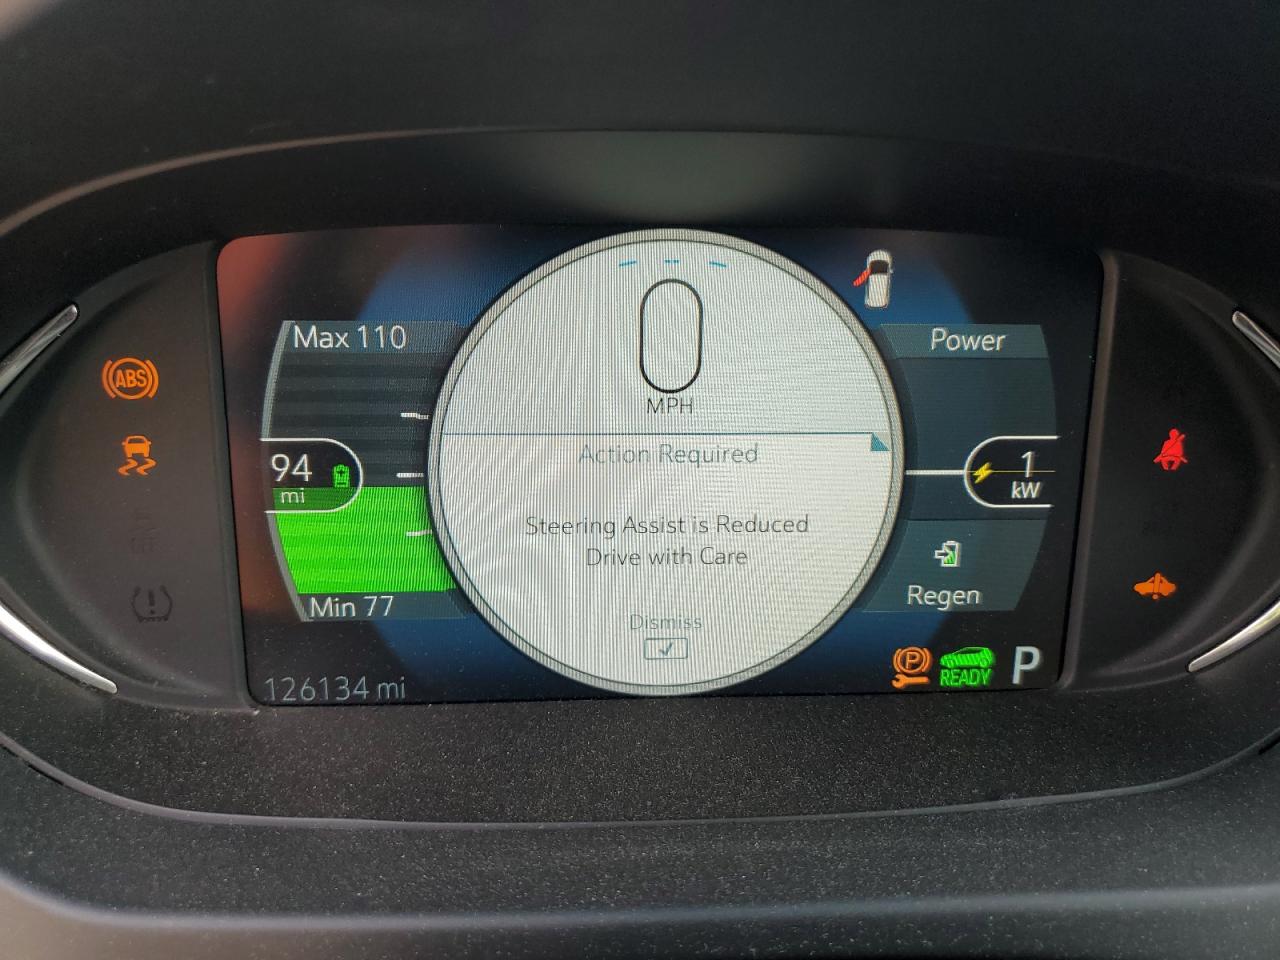 Max 110
94
mi
Min 77
126134 mi
ABS
0
MPH
Action Required
Steering Assist is Reduced
Drive with Care
Dismiss
Power
1
kW
Regen
P
READY
P